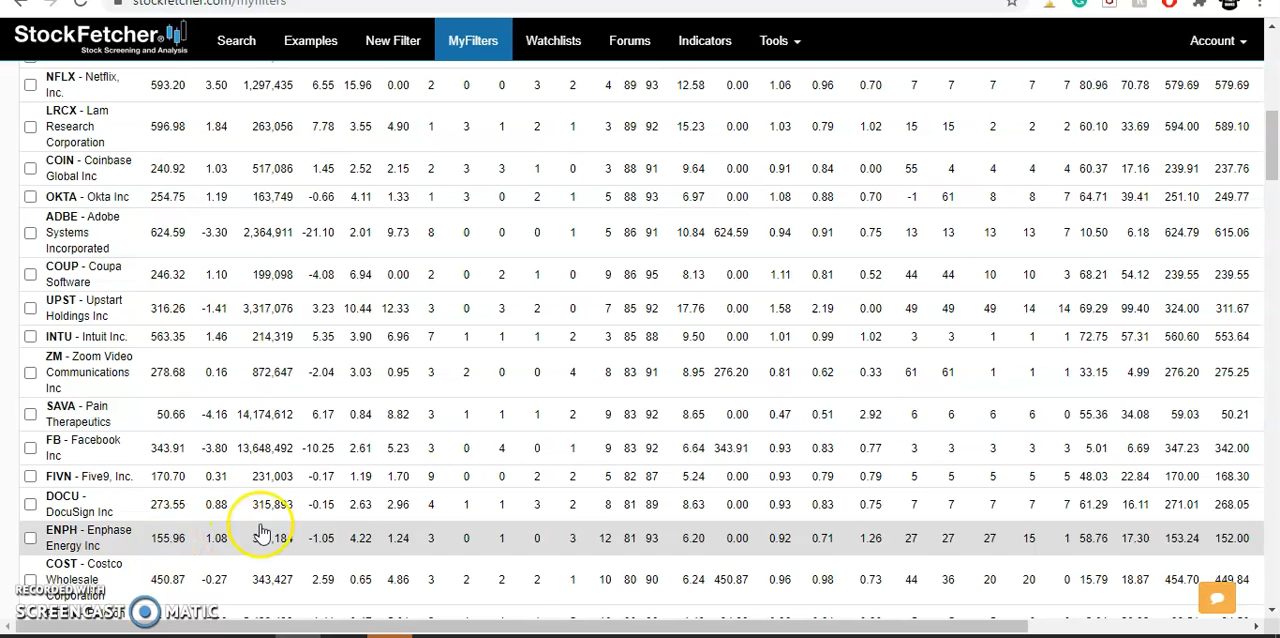 stockfetcher.com/myfilters
StockFetcher
Stock Screening and Analysis
Search Examples New Filter MyFilters Watchlists Forums Indicators Tools Account
NFLX - Netflix, Inc. 593.20 3.50 1,297,435 6.55 15.96 0.00 2 0 0 3 2 4 89 93 12.58 0.00 1.06 0.96 0.70 7 7 7 7 7 80.96 70.78 579.69 579.69
LRCX - Lam Research Corporation 596.98 1.84 263,056 7.78 3.55 4.90 1 3 1 2 1 3 89 92 15.23 0.00 1.03 0.79 1.02 15 15 2 2 2 60.10 33.69 594.00 589.10
COIN - Coinbase Global Inc 240.92 1.03 517,086 1.45 2.52 2.15 2 3 3 1 0 3 88 91 9.64 0.00 0.91 0.84 0.00 55 4 4 4 4 60.37 17.16 239.91 237.76
OKTA - Okta Inc 254.75 1.19 163,749 -0.66 4.11 1.33 1 3 0 2 1 5 88 93 6.97 0.00 1.08 0.88 0.70 -1 61 8 8 7 64.71 39.41 251.10 249.77
ADBE - Adobe Systems Incorporated 624.59 -3.30 2,364,911 -21.10 2.01 9.73 8 0 0 0 1 5 86 91 10.84 624.59 0.94 0.91 0.75 13 13 13 13 7 10.50 6.18 624.79 615.06
COUP - Coupa Software 246.32 1.10 199,098 -4.08 6.94 0.00 2 0 2 1 0 9 86 95 8.13 0.00 1.11 0.81 0.52 44 44 10 10 3 68.21 54.12 239.55 239.55
UPST - Upstart Holdings Inc 316.26 -1.41 3,317,076 3.23 10.44 12.33 3 0 3 2 0 7 85 92 17.76 0.00 1.58 2.19 0.00 49 49 49 14 14 69.29 99.40 324.00 311.67
INTU - Intuit Inc. 563.35 1.46 214,319 5.35 3.90 6.96 7 1 1 1 2 3 85 88 9.50 0.00 1.01 0.99 1.02 3 3 1 1 1 72.75 57.31 560.60 553.64
ZM - Zoom Video Communications Inc 278.68 0.16 872,647 -2.04 3.03 0.95 3 2 0 0 4 8 83 91 8.95 276.20 0.81 0.62 0.33 61 61 1 1 1 33.15 4.99 276.20 275.25
SAVA - Pain Therapeutics 50.66 -4.16 14,174,612 6.17 0.84 8.82 3 1 1 1 2 9 83 92 8.65 0.00 0.47 0.51 2.92 6 6 6 6 0 55.36 34.08 59.03 50.21
FB - Facebook Inc 343.91 -3.80 13,648,492 -10.25 2.61 5.23 3 0 4 0 1 9 83 92 6.64 343.91 0.93 0.83 0.77 3 3 3 3 3 5.01 6.69 347.23 342.00
FIVN - Five9, Inc. 170.70 0.31 231,003 -0.17 1.19 1.70 9 0 0 2 2 5 82 87 5.24 0.00 0.93 0.79 0.79 5 5 5 5 0 48.03 22.84 170.00 168.30
DOCU - DocuSign Inc 273.55 0.88 315,893 -0.15 2.63 2.96 4 1 1 3 2 8 81 89 8.63 0.00 0.93 0.83 0.75 7 7 7 7 7 61.29 16.11 271.01 268.05
ENPH - Enphase Energy Inc 155.96 1.08 -1.05 4.22 1.24 3 0 1 0 3 12 81 93 6.20 0.00 0.92 0.71 1.26 27 27 27 15 1 58.76 17.30 153.24 152.00
COST - Costco Wholesale Corporation 450.87 -0.27 343,427 2.59 0.65 4.86 3 2 2 2 1 10 80 90 6.24 450.87 0.96 0.98 0.73 44 36 20 20 0 15.79 18.87 454.70 449.84
RECORDED WITH
SCREENCAST MATIC